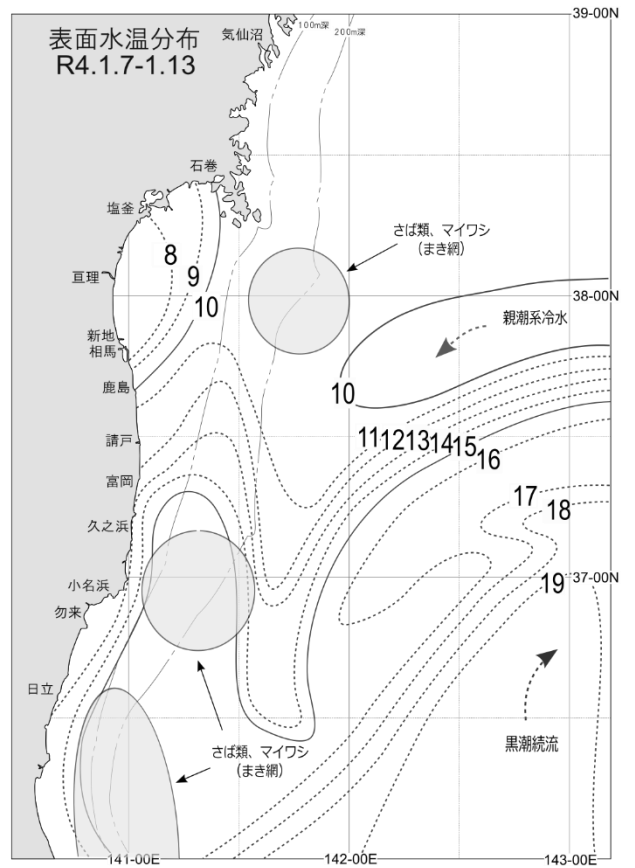 表面水温分布
R4.1.7-1.13
気仙沼
100m深
200m深
39-00N
石巻
塩釜
さば類、マイワシ
(まき網)
8
9
亘理
10
38-00N
親潮系冷水
新地
相馬
鹿島
10
請戸
11
12
13
14
15
16
富岡
17
18
久之浜
小名浜
37-00N
19
勿来
日立
さば類、マイワシ
(まき網)
黒潮続流
141-00E
142-00E
143-00E